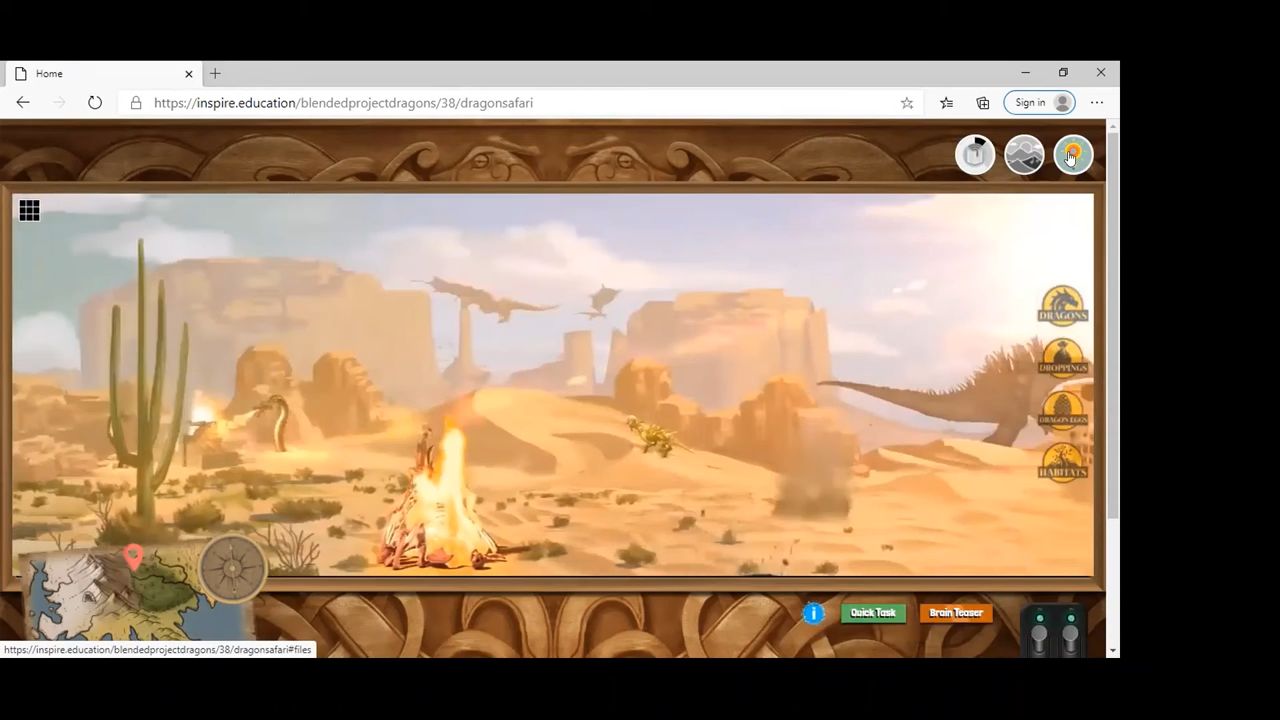 Home
https://inspire.education/blendedprojectdragons/38/dragonsafari
Sign in
DRAGONS
DROPPINGS
DRAGON EGGS
HABITATS
i
Quick Task
Brain Teaser
https://inspire.education/blendedprojectdragons/38/dragonsafari#files